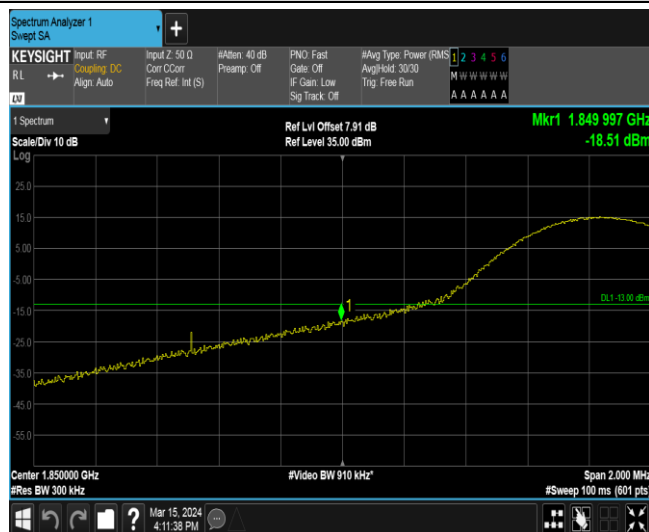 Spectrum Analyzer 1
Swept SA
KEYSIGHT
RL
LXI
Input: RF
Coupling: DC
Align: Auto
Input Z: 50 Ω
Corr CCorr
Freq Ref: Int (S)
#Atten: 40 dB
Preamp: Off
PNO: Fast
Gate: Off
IF Gain: Low
Sig Track: Off
#Avg Type: Power (RMS
Avg|Hold: 30/30
Trig: Free Run
1 2 3 4 5 6
M W W W W W
A A A A A A
1 Spectrum
Scale/Div 10 dB
Log
Ref Lvl Offset 7.91 dB
Ref Level 35.00 dBm
Mkr1 1.849 997 GHz
-18.51 dBm
25.0
15.0
5.00
-5.00
DL1 -13.00 dBm
1
-15.0
-25.0
-35.0
-45.0
-55.0
Center 1.850000 GHz
#Res BW 300 kHz
#Video BW 910 kHz*
Span 2.000 MHz
#Sweep 100 ms (601 pts)
?
Mar 15, 2024
4:11:38 PM